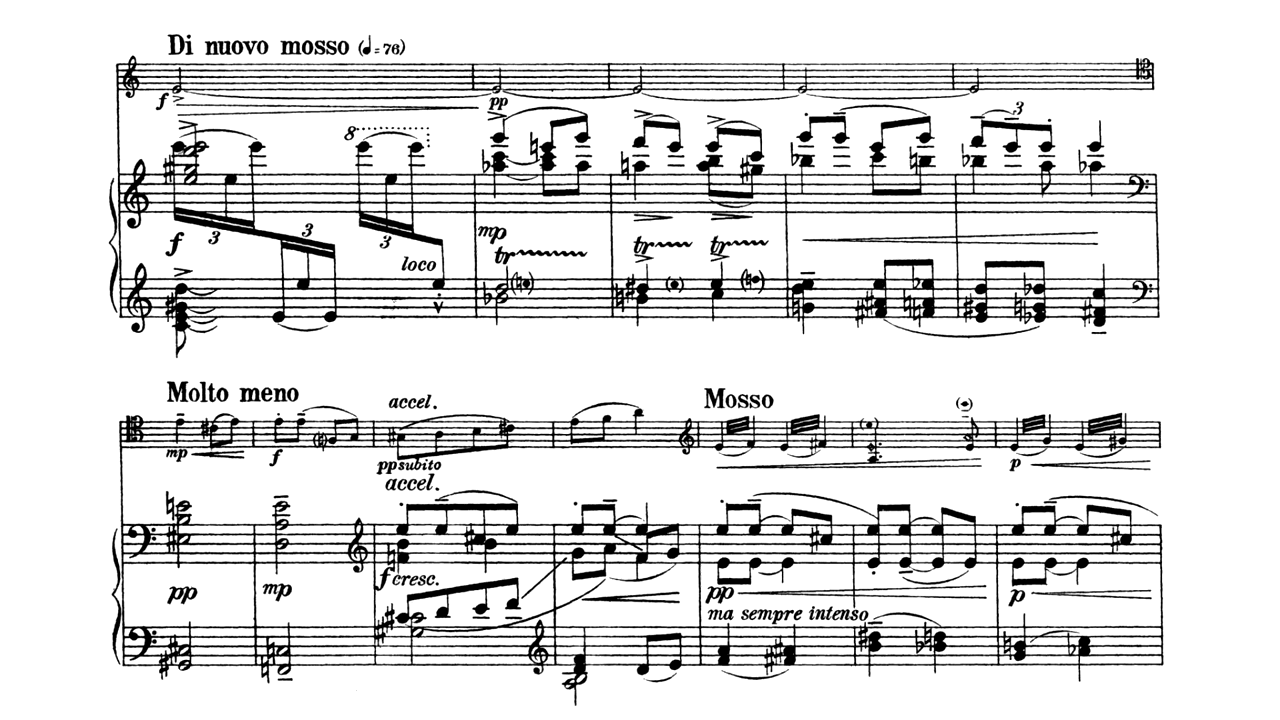 Di nuovo mosso (♩=76)
f
pp
8
3
3
3
3
f
loco
mp
tr
tr
tr
Molto meno
accel.
Mosso
mp
f
pp subito
p
accel.
pp
mp
f cresc.
pp
p
ma sempre intenso